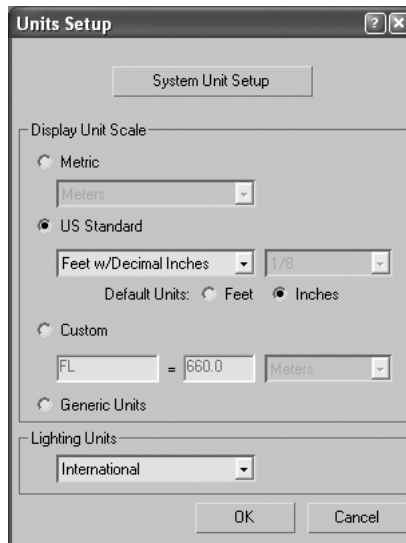 Units Setup
System Unit Setup
Display Unit Scale
Metric
Meters
US Standard
Feet w/Decimal Inches 1/8
Default Units: Feet Inches
Custom
FL = 660.0 Meters
Generic Units
Lighting Units
International
OK Cancel